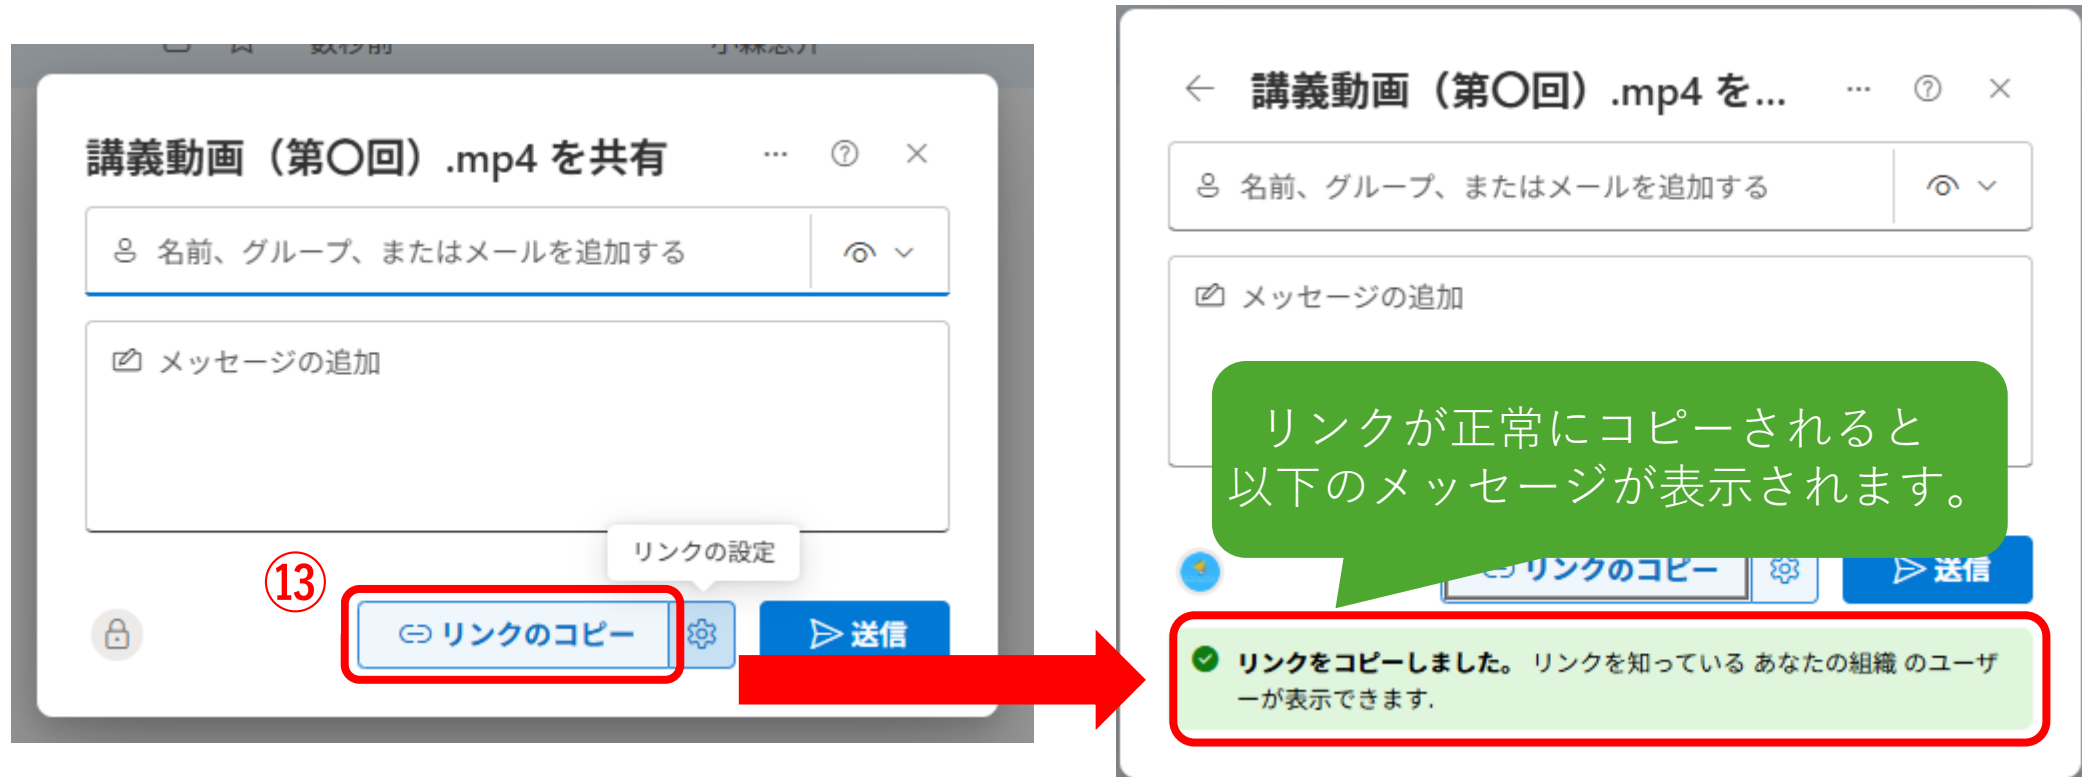 講義動画（第〇回）.mp4 を共有
名前、グループ、またはメールを追加する
メッセージの追加
リンクの設定
⑬
リンクのコピー
送信
講義動画（第〇回）.mp4 を...
名前、グループ、またはメールを追加する
メッセージの追加
リンクが正常にコピーされると
以下のメッセージが表示されます。
リンクのコピー
送信
リンクをコピーしました。 リンクを知っている あなたの組織 のユーザ
ーが表示できます.